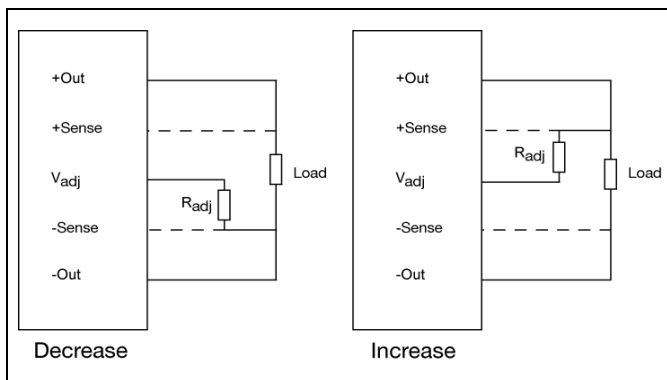 +Out
+Sense
Vadj
Radj
-Sense
-Out
Load
Decrease
+Out
+Sense
Radj
Vadj
-Sense
-Out
Load
Increase